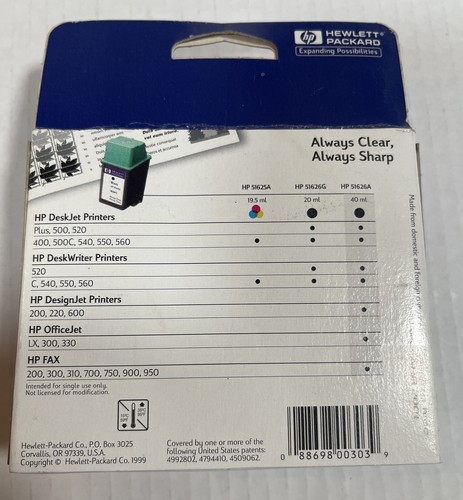 hp HEWLETT®
PACKARD
Expanding Possibilities
Always Clear,
Always Sharp
HP 51625A HP 51626G HP 51626A
19.5 ml 20 ml 40 ml
HP DeskJet Printers
Plus, 500, 520
400, 500C, 540, 550, 560
HP DeskWriter Printers
520
C, 540, 550, 560
HP DesignJet Printers
200, 220, 600
HP OfficeJet
LX, 300, 330
HP FAX
200, 300, 310, 700, 750, 900, 950
Intended for single use only.
Not licensed for modification.
Made from domestic and foreign
Hewlett-Packard Co., P.O. Box 3025
Corvallis, OR 97339, U.S.A.
Copyright © Hewlett-Packard Co. 1999
Covered by one or more of the
following United States patents:
4992802, 4794410, 4509062.
0 88698 00303 9